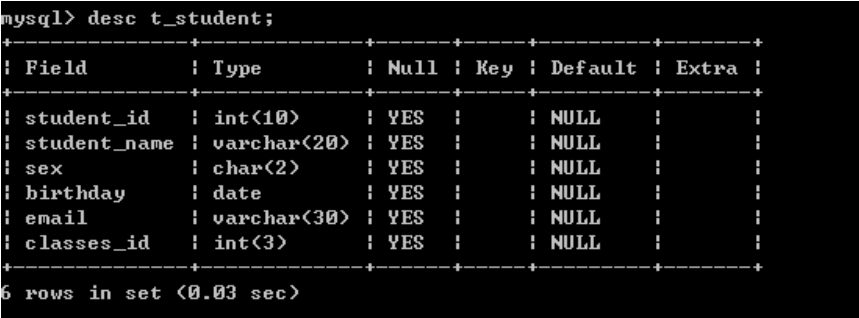 mysql> desc t_student;
+--------------+-------------+------+-----+---------+-------+
| Field        | Type        | Null | Key | Default | Extra |
+--------------+-------------+------+-----+---------+-------+
| student_id   | int(10)     | YES  |     | NULL    |       |
| student_name | varchar(20) | YES  |     | NULL    |       |
| sex          | char(2)     | YES  |     | NULL    |       |
| birthday     | date        | YES  |     | NULL    |       |
| email        | varchar(30) | YES  |     | NULL    |       |
| classes_id   | int(3)      | YES  |     | NULL    |       |
+--------------+-------------+------+-----+---------+-------+
6 rows in set (0.03 sec)